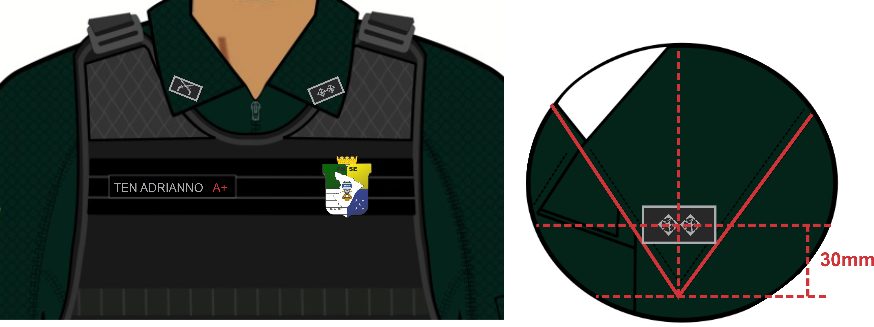 TEN ADRIANNO A+
SE
30mm